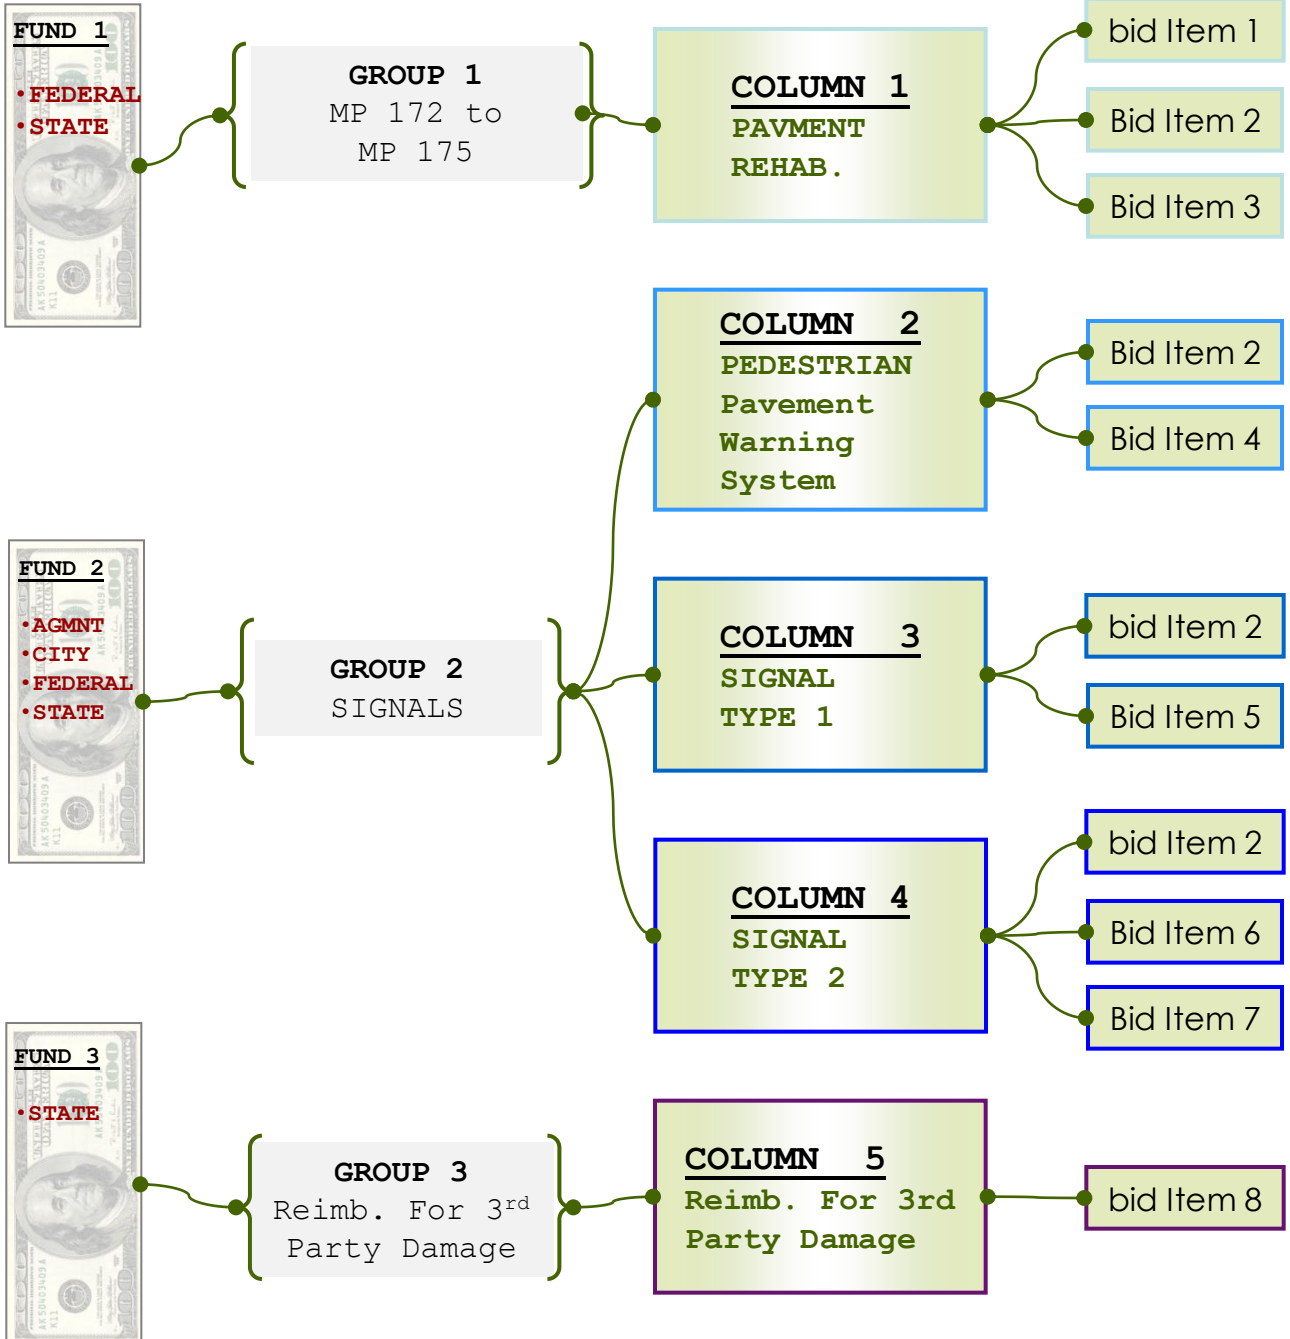 FUND 1
•FEDERAL
•STATE
GROUP 1
MP 172 to
MP 175
COLUMN 1
PAVMENT
REHAB.
bid Item 1
Bid Item 2
Bid Item 3
COLUMN 2
PEDESTRIAN
Pavement
Warning
System
Bid Item 2
Bid Item 4
FUND 2
•AGMNT
•CITY
•FEDERAL
•STATE
GROUP 2
SIGNALS
COLUMN 3
SIGNAL
TYPE 1
bid Item 2
Bid Item 5
COLUMN 4
SIGNAL
TYPE 2
bid Item 2
Bid Item 6
Bid Item 7
FUND 3
•STATE
GROUP 3
Reimb. For 3rd
Party Damage
COLUMN 5
Reimb. For 3rd
Party Damage
bid Item 8